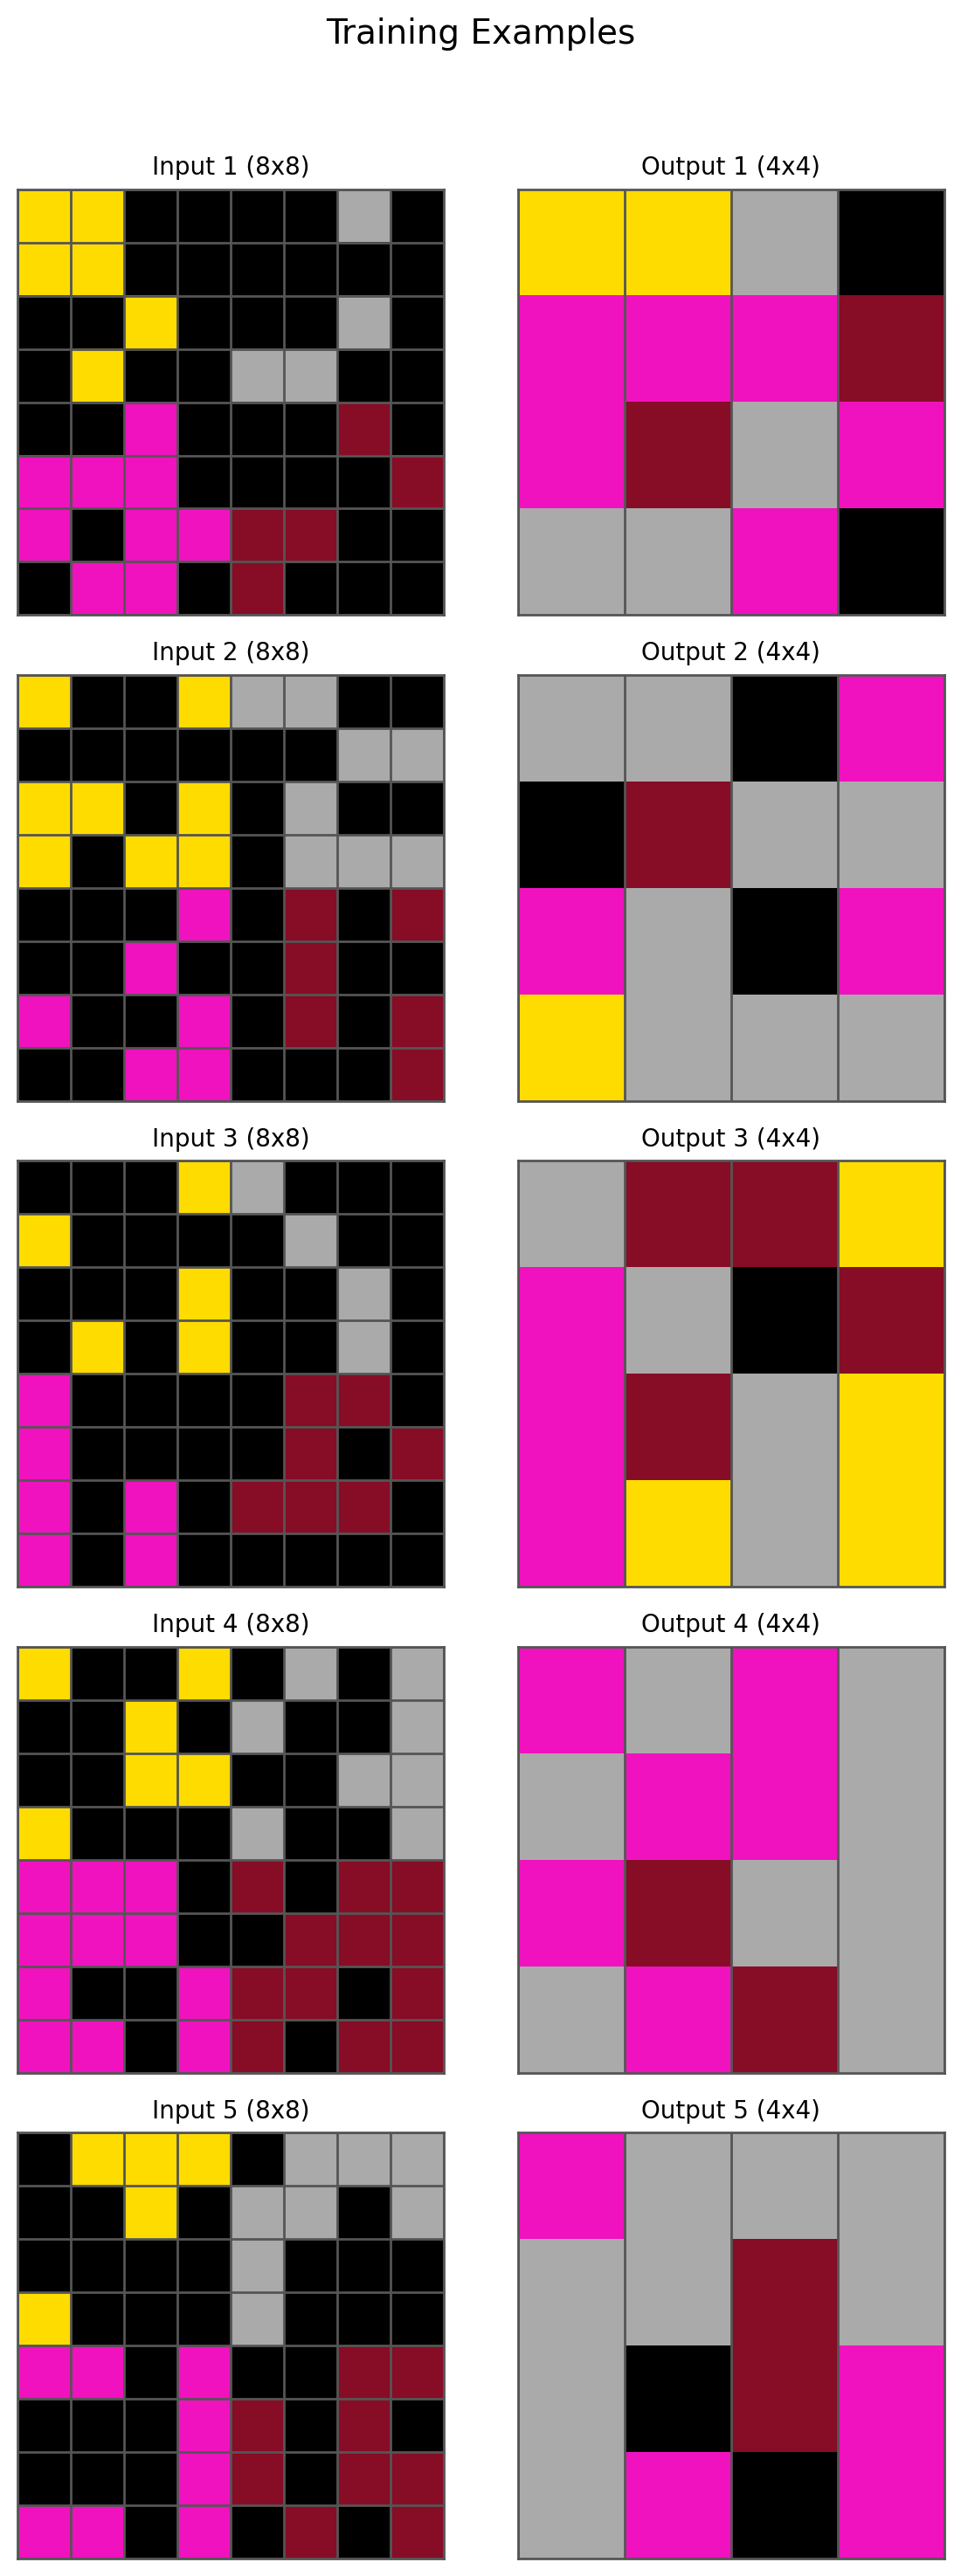 Training Examples
Input 1 (8x8)
Output 1 (4x4)
Input 2 (8x8)
Output 2 (4x4)
Input 3 (8x8)
Output 3 (4x4)
Input 4 (8x8)
Output 4 (4x4)
Input 5 (8x8)
Output 5 (4x4)